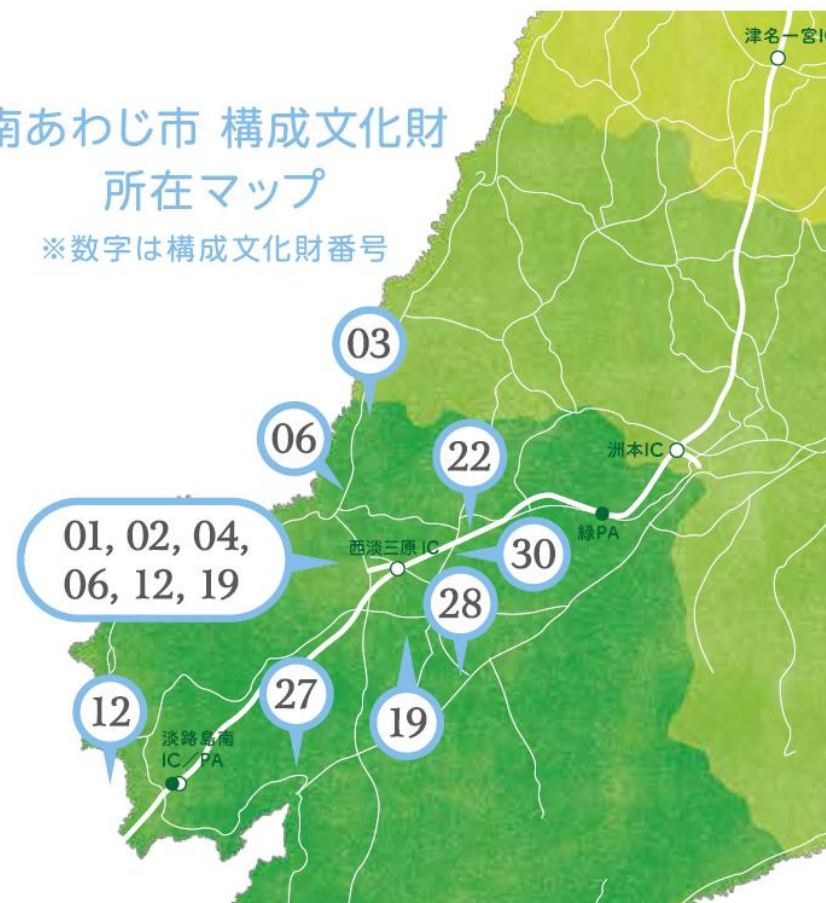 津名一宮IC
南あわじ市 構成文化財
所在マップ
※数字は構成文化財番号
03
06
22
洲本IC
緑PA
01, 02, 04,
06, 12, 19
西淡三原IC
30
28
27
19
12
淡路島南
IC/PA